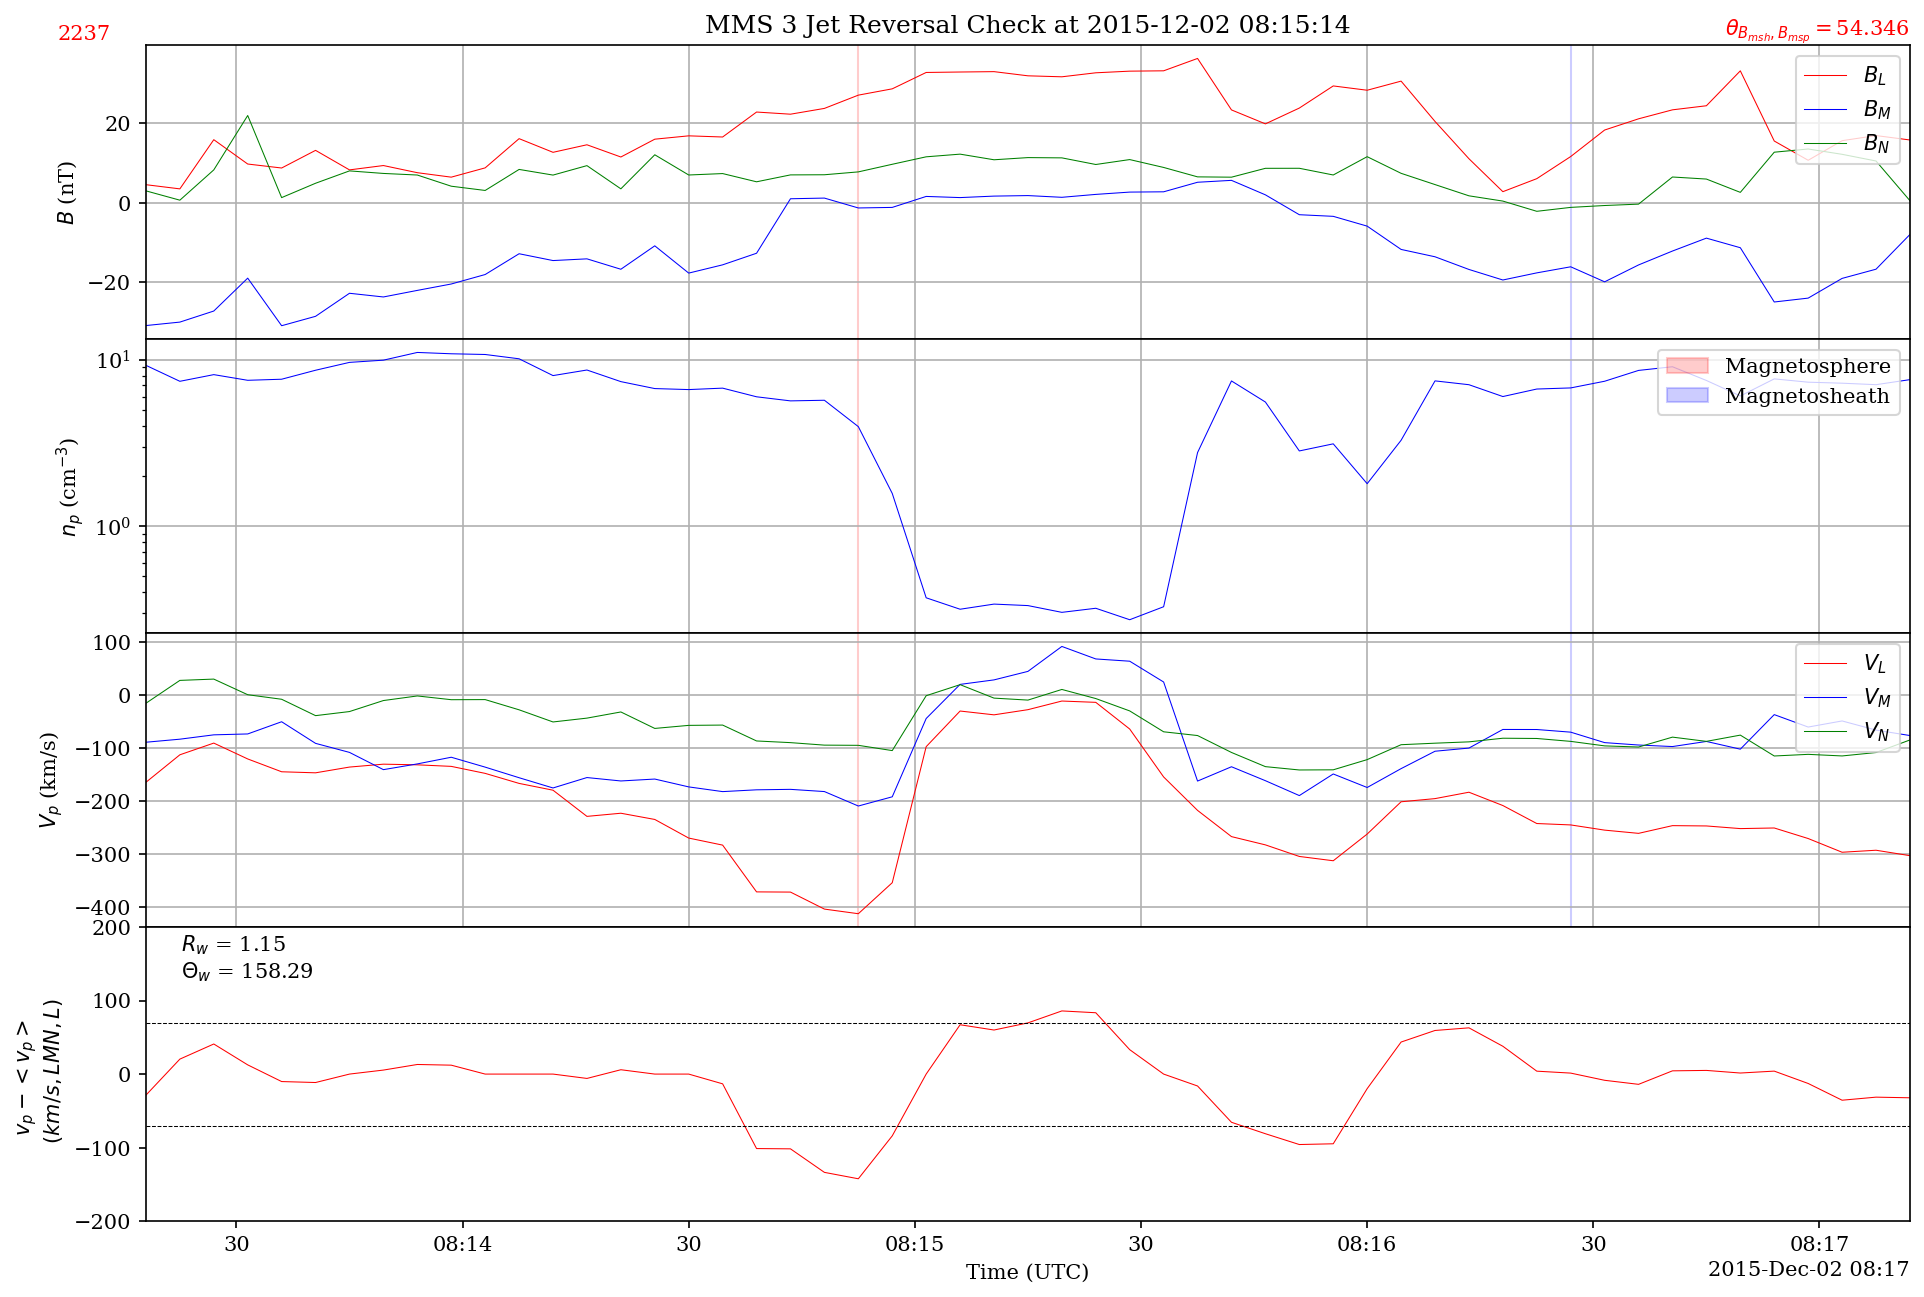 MMS 3 Jet Reversal Check at 2015-12-02 08:15:14
2237
θ_{B_{msh}, B_{msp}} = 54.346
B (nT)
20
0
−20
B_L
B_M
B_N
n_p (cm^{−3})
10^1
10^0
Magnetosphere
Magnetosheath
V_p (km/s)
100
0
−100
−200
−300
−400
V_L
V_M
V_N
v_p − < v_p >
(km/s, LMN, L)
200
100
0
−100
−200
R_w = 1.15
Θ_w = 158.29
30 08:14 30 08:15 30 08:16 30 08:17
Time (UTC)
2015-Dec-02 08:17